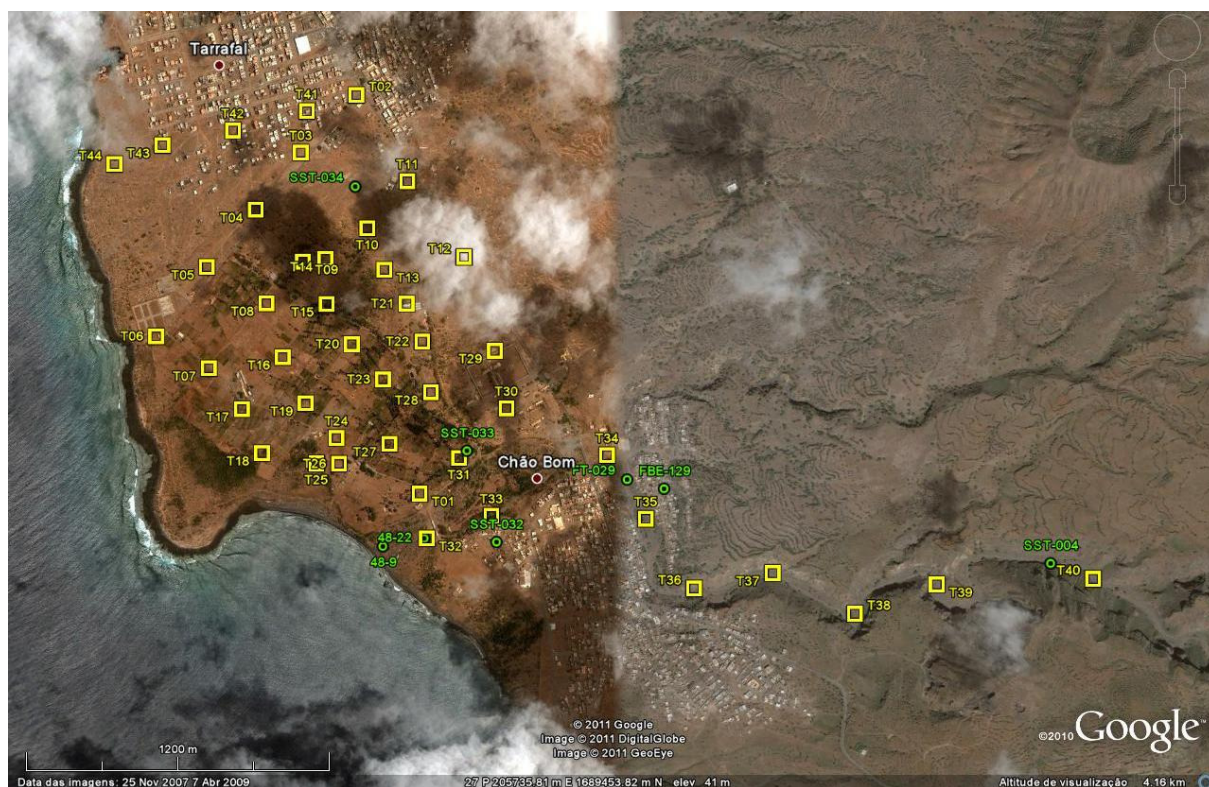 Tarrafal
T02
T41
T42
T03
T43
T44
T11
SST-034
T04
T10
T12
T14
T09
T13
T05
T08
T15
T21
T06
T20
T22
T29
T16
T07
T23
T28
T30
T17
T19
T24
T27
SST-033
T34
T18
T26
T25
T31
Chão Bom
FT-029
FBE-129
T01
T33
T35
SST-032
48-22
T32
48-9
SST-004
T36
T37
T40
T39
T38
© 2011 Google
Image © 2011 DigitalGlobe
Image © 2011 GeoEye
©2010 Google™
1200 m
Data das imagens: 25 Nov 2007 7 Abr 2009
27 P 205735.81 m E 1689453.82 m N elev 41 m
Altitude de visualização 4.16 km